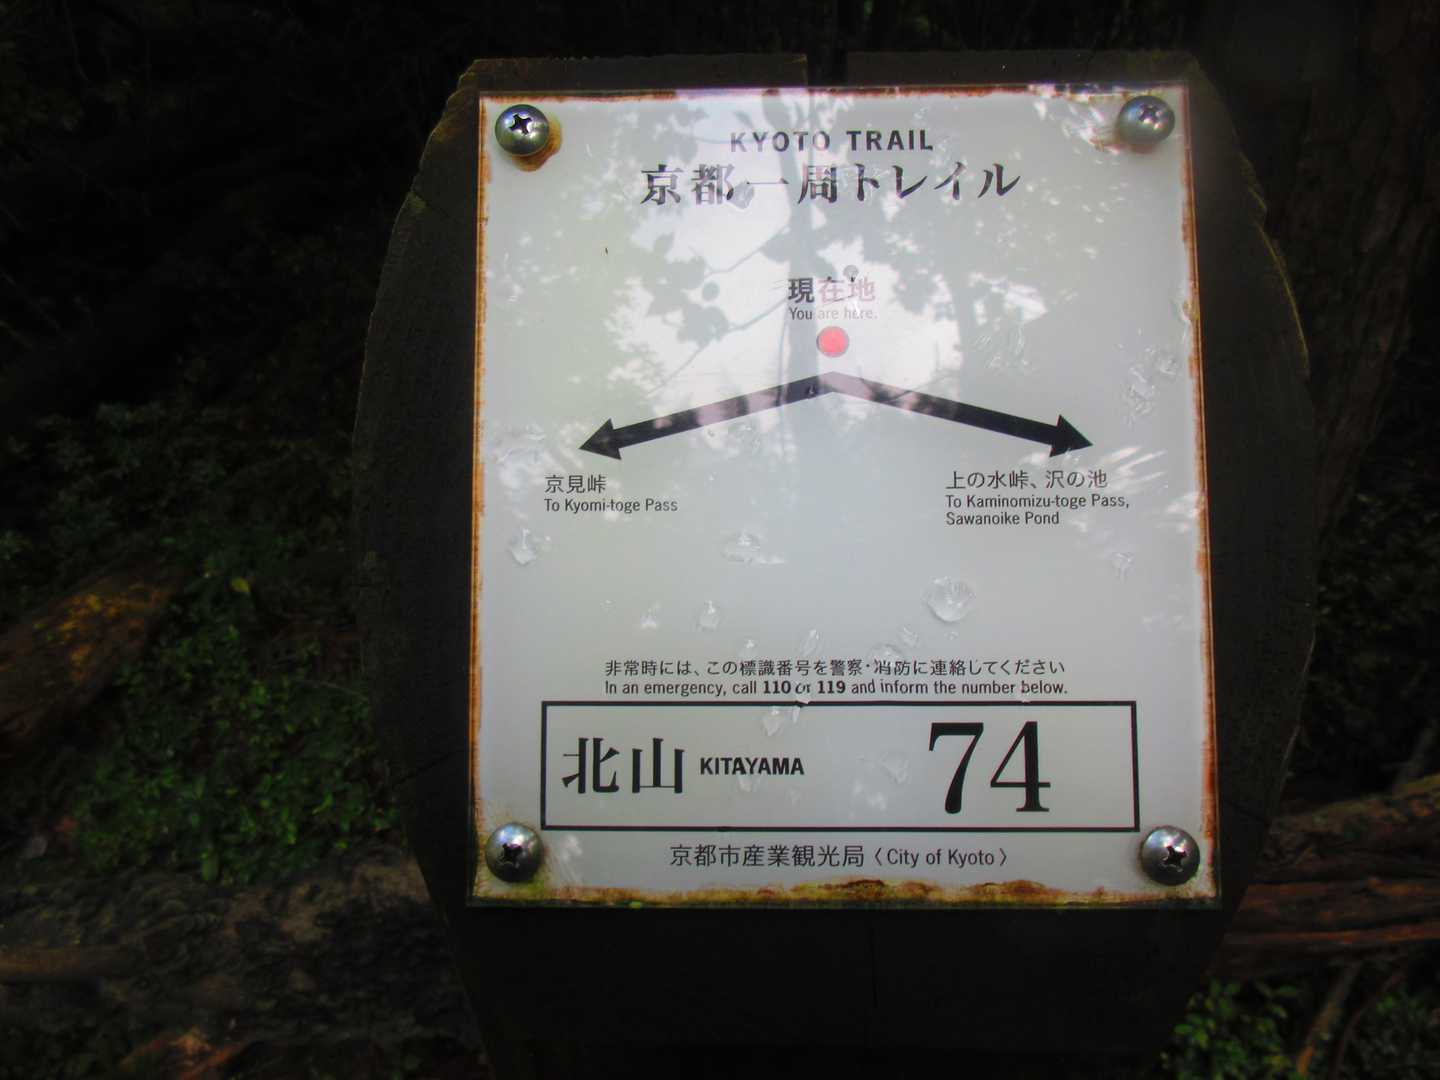 KYOTO TRAIL
京都一周トレイル
現在地
You are here.
京見峠
To Kyomi-toge Pass
上の水峠、沢の池
To Kaminomizu-toge Pass,
Sawanoike Pond
非常時には、この標識番号を警察・消防に連絡してください
In an emergency, call 110 or 119 and inform the number below.
北山 KITAYAMA 74
京都市産業観光局〈City of Kyoto〉